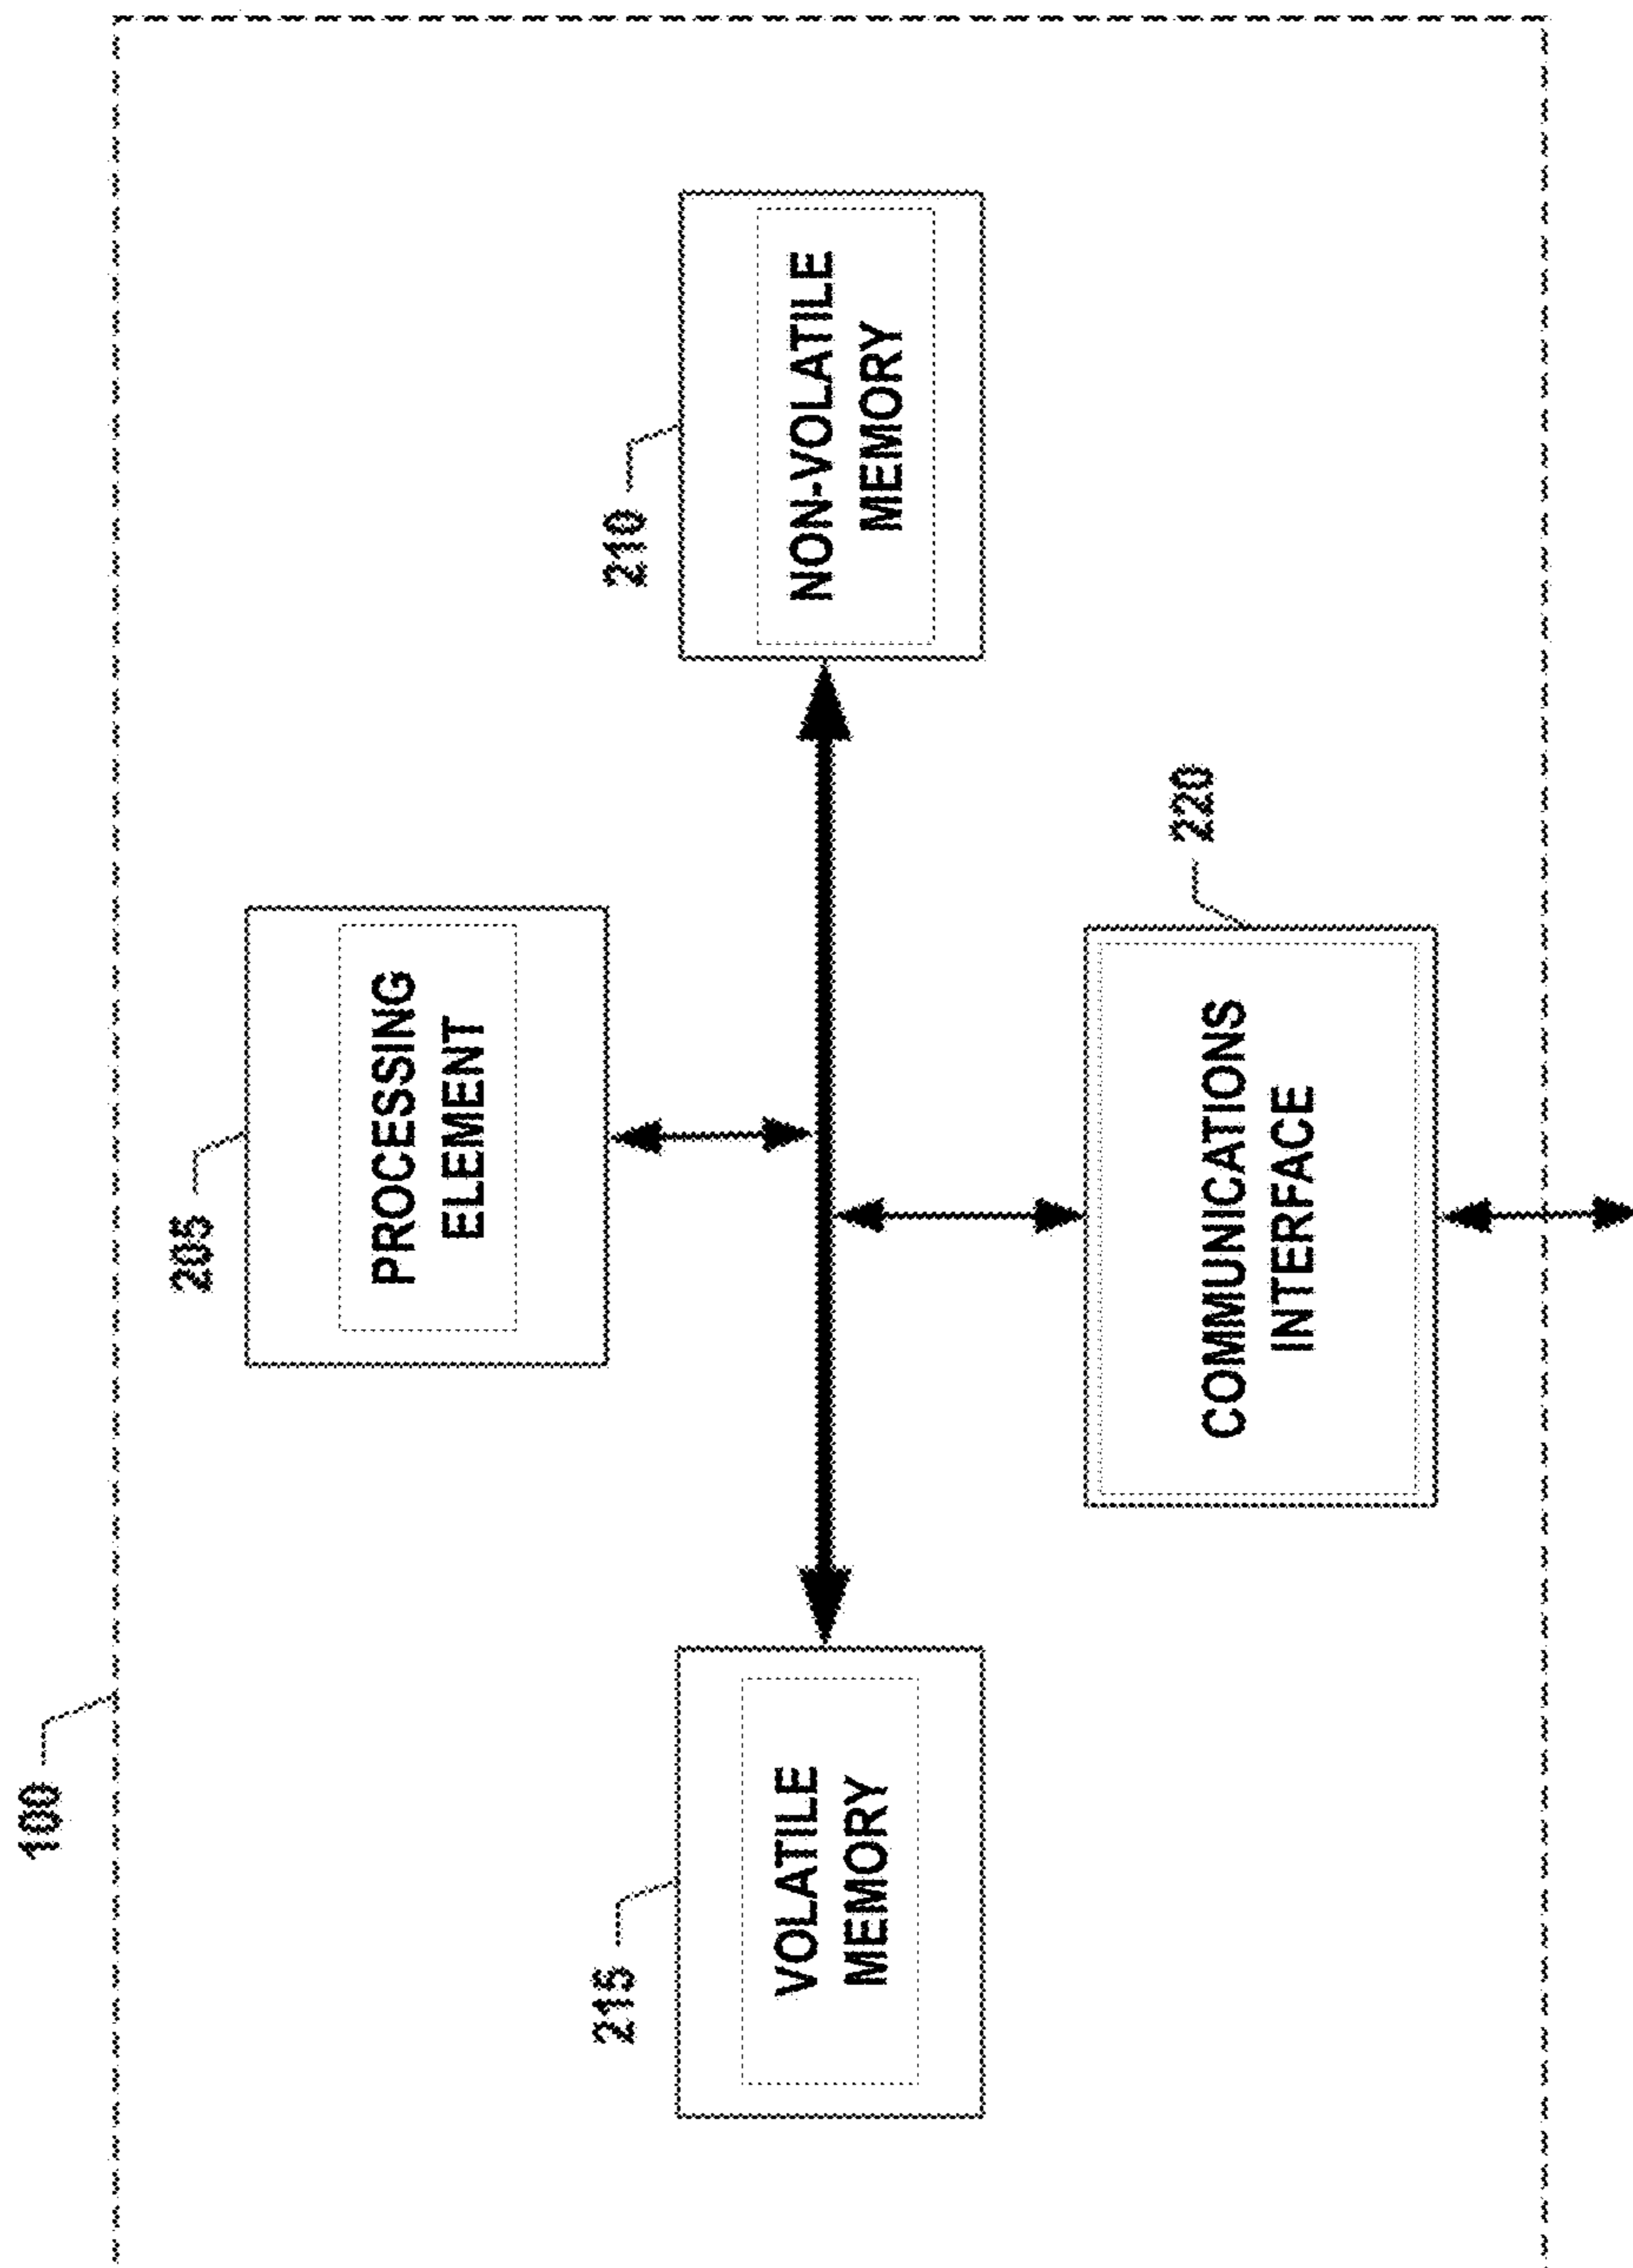 100
205
PROCESSING
ELEMENT
215
VOLATILE
MEMORY
210
NON-VOLATILE
MEMORY
220
COMMUNICATIONS
INTERFACE